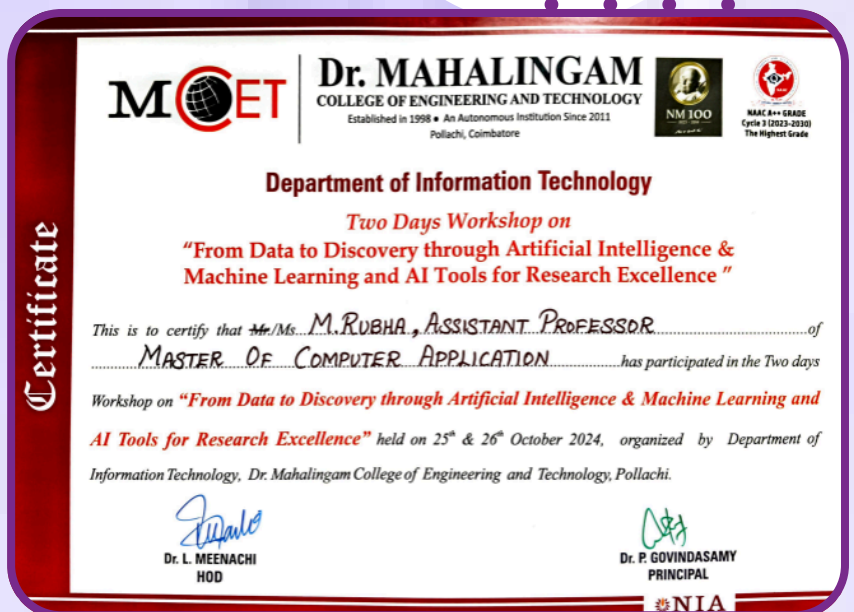 MCET
Dr. MAHALINGAM
COLLEGE OF ENGINEERING AND TECHNOLOGY
Established in 1998 • An Autonomous Institution Since 2011
Pollachi, Coimbatore
NM 100
NAAC A++ GRADE
Cycle 3 (2023-2030)
The Highest Grade
Certificate
Department of Information Technology
Two Days Workshop on
“From Data to Discovery through Artificial Intelligence &
Machine Learning and AI Tools for Research Excellence ”
This is to certify that Mr./Ms. M. RUBHA, ASSISTANT PROFESSOR of
MASTER OF COMPUTER APPLICATION has participated in the Two days
Workshop on “From Data to Discovery through Artificial Intelligence & Machine Learning and
AI Tools for Research Excellence” held on 25th & 26th October 2024, organized by Department of
Information Technology, Dr. Mahalingam College of Engineering and Technology, Pollachi.
Dr. L. MEENACHI
HOD
Dr. P. GOVINDASAMY
PRINCIPAL
NIA